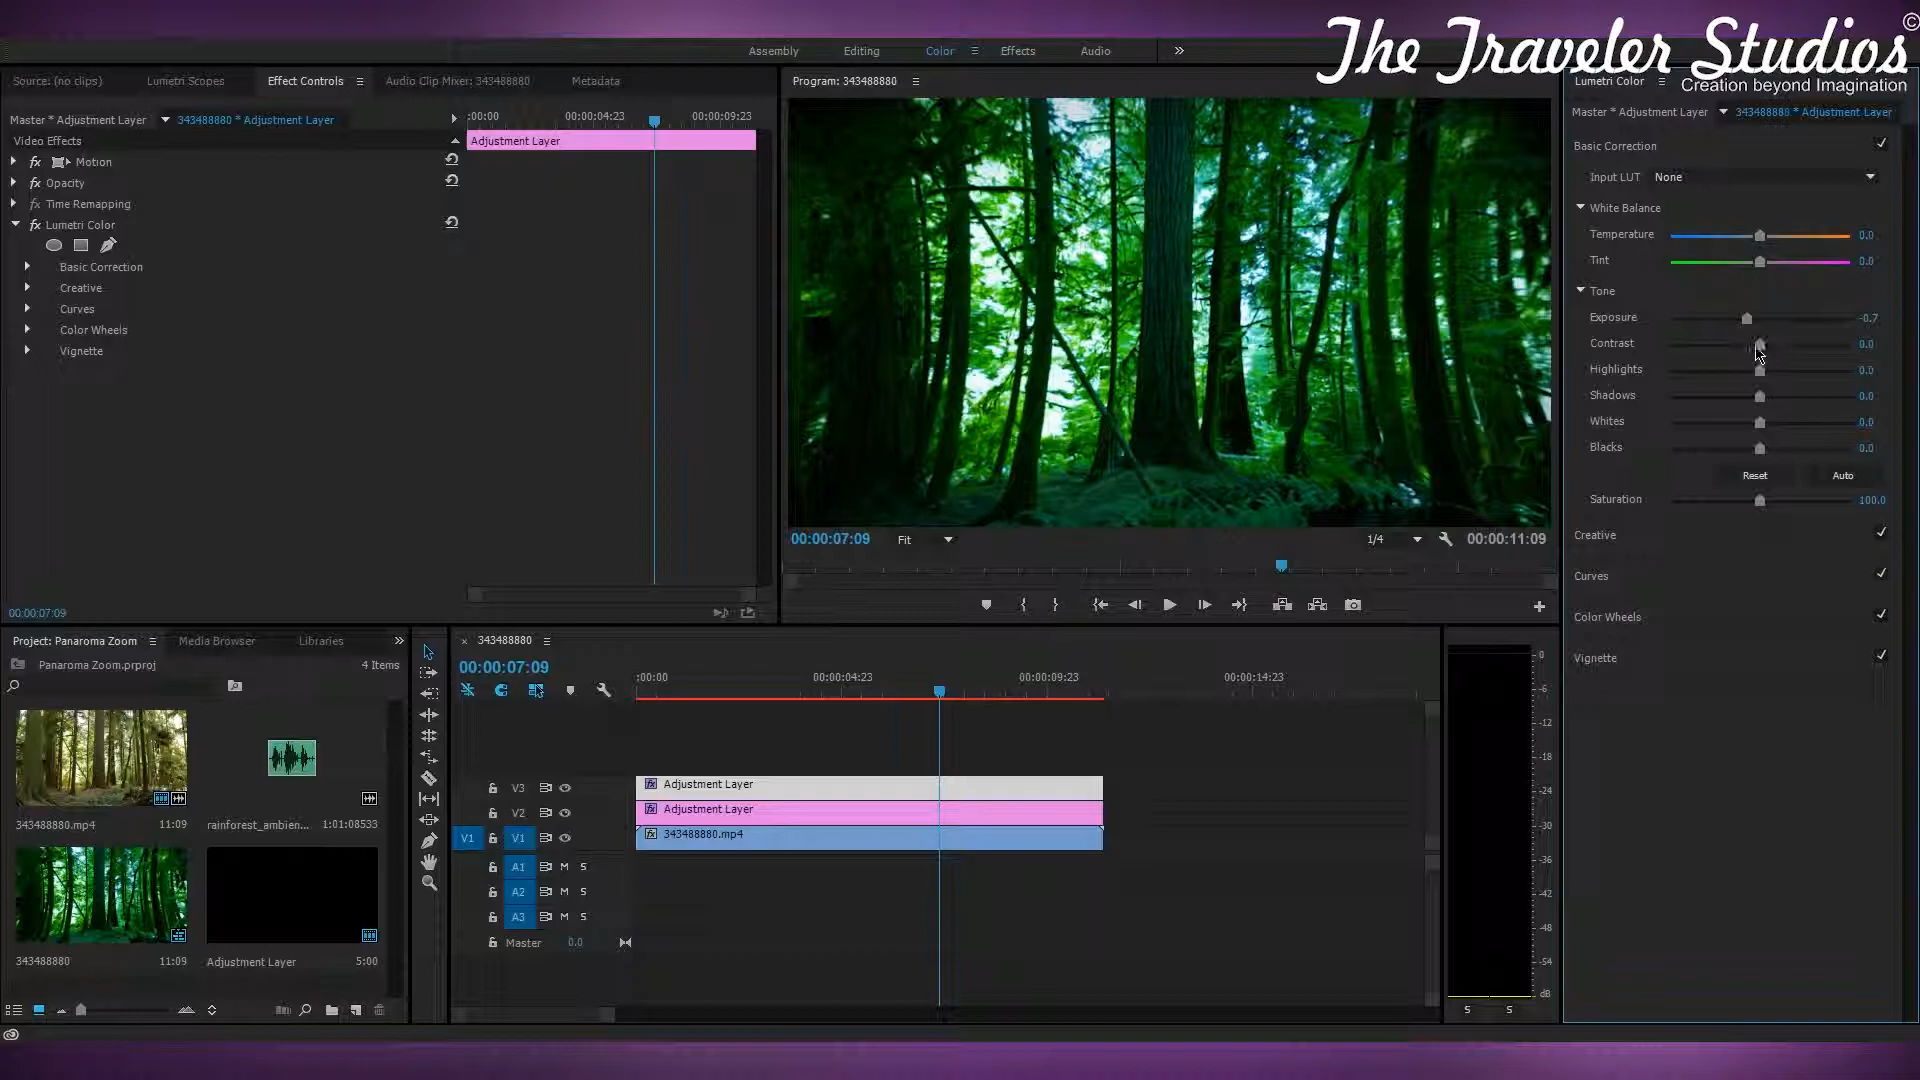 The Traveler Studios©
Creation beyond Imagination
Assembly
Editing
Color
Effects
Audio
Source: (no clips)
Lumetri Scopes
Effect Controls
Audio Clip Mixer: 343488880
Metadata
Master * Adjustment Layer
343488880 * Adjustment Layer
:00:00
00:00:04:23
00:00:09:23
Video Effects
Adjustment Layer
fx Motion
fx Opacity
fx Time Remapping
fx Lumetri Color
Basic Correction
Creative
Curves
Color Wheels
Vignette
00:00:07:09
Program: 343488880
00:00:07:09
Fit
1/4
00:00:11:09
Lumetri Color
Master * Adjustment Layer
343488880 * Adjustment Layer
Basic Correction
Input LUT
None
White Balance
Temperature
0.0
Tint
0.0
Tone
Exposure
-0.7
Contrast
0.0
Highlights
0.0
Shadows
0.0
Whites
0.0
Blacks
0.0
Reset
Auto
Saturation
100.0
Creative
Curves
Color Wheels
Vignette
Project: Panaroma Zoom
Media Browser
Libraries
Panaroma Zoom.prproj
4 Items
343488880.mp4
11:09
rainforest_ambien...
1:01:08533
343488880
11:09
Adjustment Layer
5:00
343488880
00:00:07:09
:00:00
00:00:04:23
00:00:09:23
00:00:14:23
V3
fx Adjustment Layer
V2
fx Adjustment Layer
V1
V1
fx 343488880.mp4
A1 M S
A2 M S
A3 M S
Master
0.0
0
-6
-12
-18
-24
-30
-36
-42
-48
-54
dB
S
S